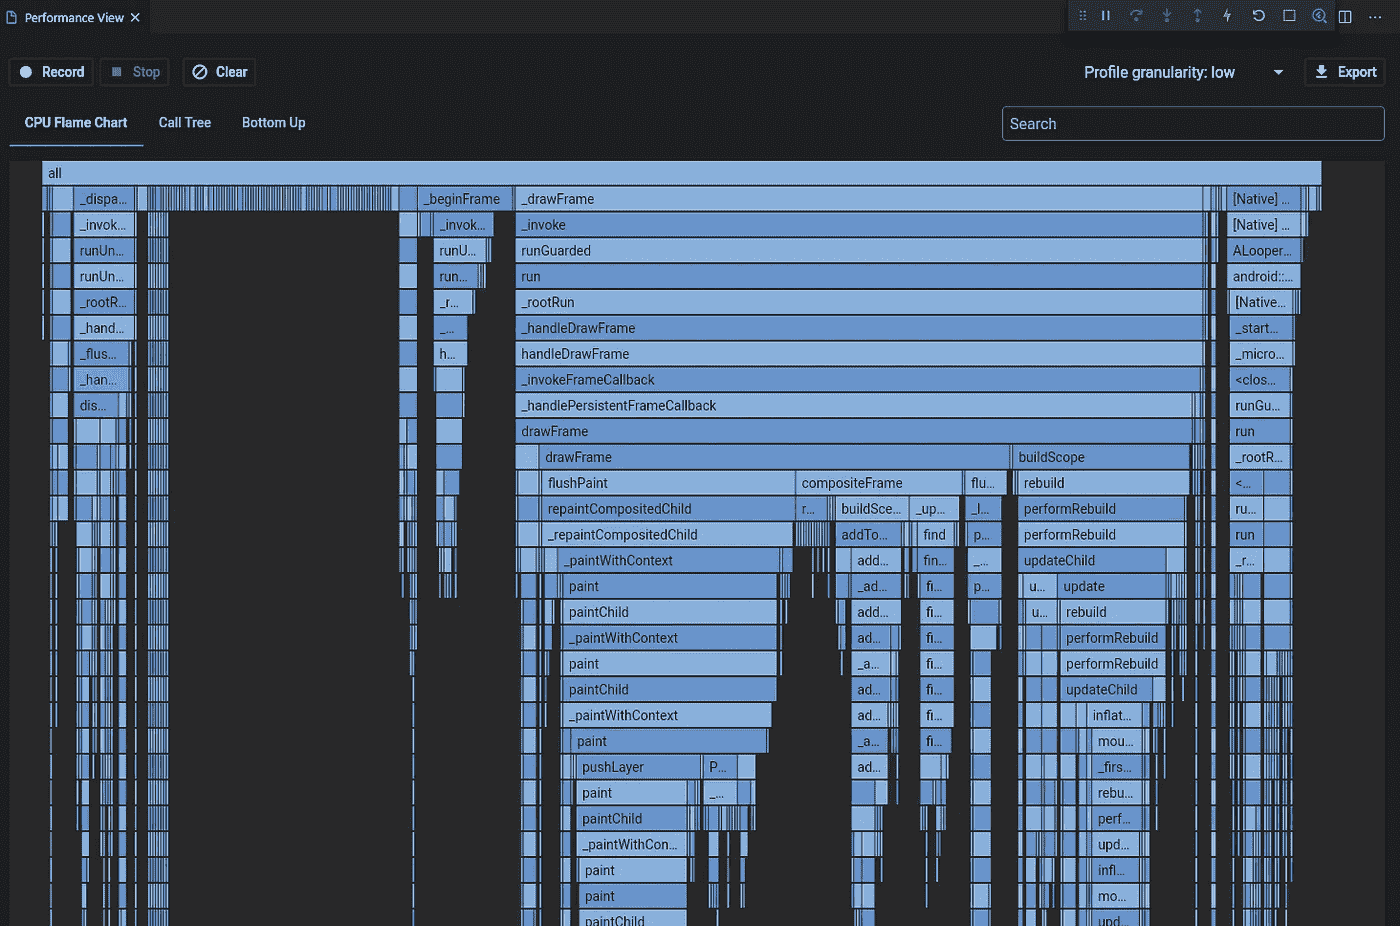 Performance View
Record Stop Clear Profile granularity: low Export
CPU Flame Chart Call Tree Bottom Up Search
all
_dispa... _beginFrame _drawFrame [Native] ...
_invok... _invok... _invoke [Native] ...
runUn... runU... runGuarded ALooper...
runUn... run... run android::...
_rootR... _r... _rootRun [Native...
_hand... _... _handleDrawFrame _start...
_flus... h... handleDrawFrame _micro...
_han... _invokeFrameCallback <clos...
dis... _handlePersistentFrameCallback runGu...
drawFrame run
drawFrame buildScope _rootR...
flushPaint compositeFrame flu... rebuild <...
repaintCompositedChild r... buildSce... _up... _l... performRebuild ru...
_repaintCompositedChild addTo... find p... performRebuild run
_paintWithContext add... fin... _... updateChild _r...
paint _ad... fi... p... u... update
paintChild add... fi... u... rebuild
_paintWithContext ad... fi... performRebuild
paint _a... fi... performRebuild
paintChild ad... fi... updateChild
_paintWithContext ad... fi... inflat...
paint _a... fi... mou...
pushLayer P... ad... _firs...
paint _... rebu...
paintChild perf...
_paintWithCon... upd...
paint infl...
paint mo...
paintChild upd...